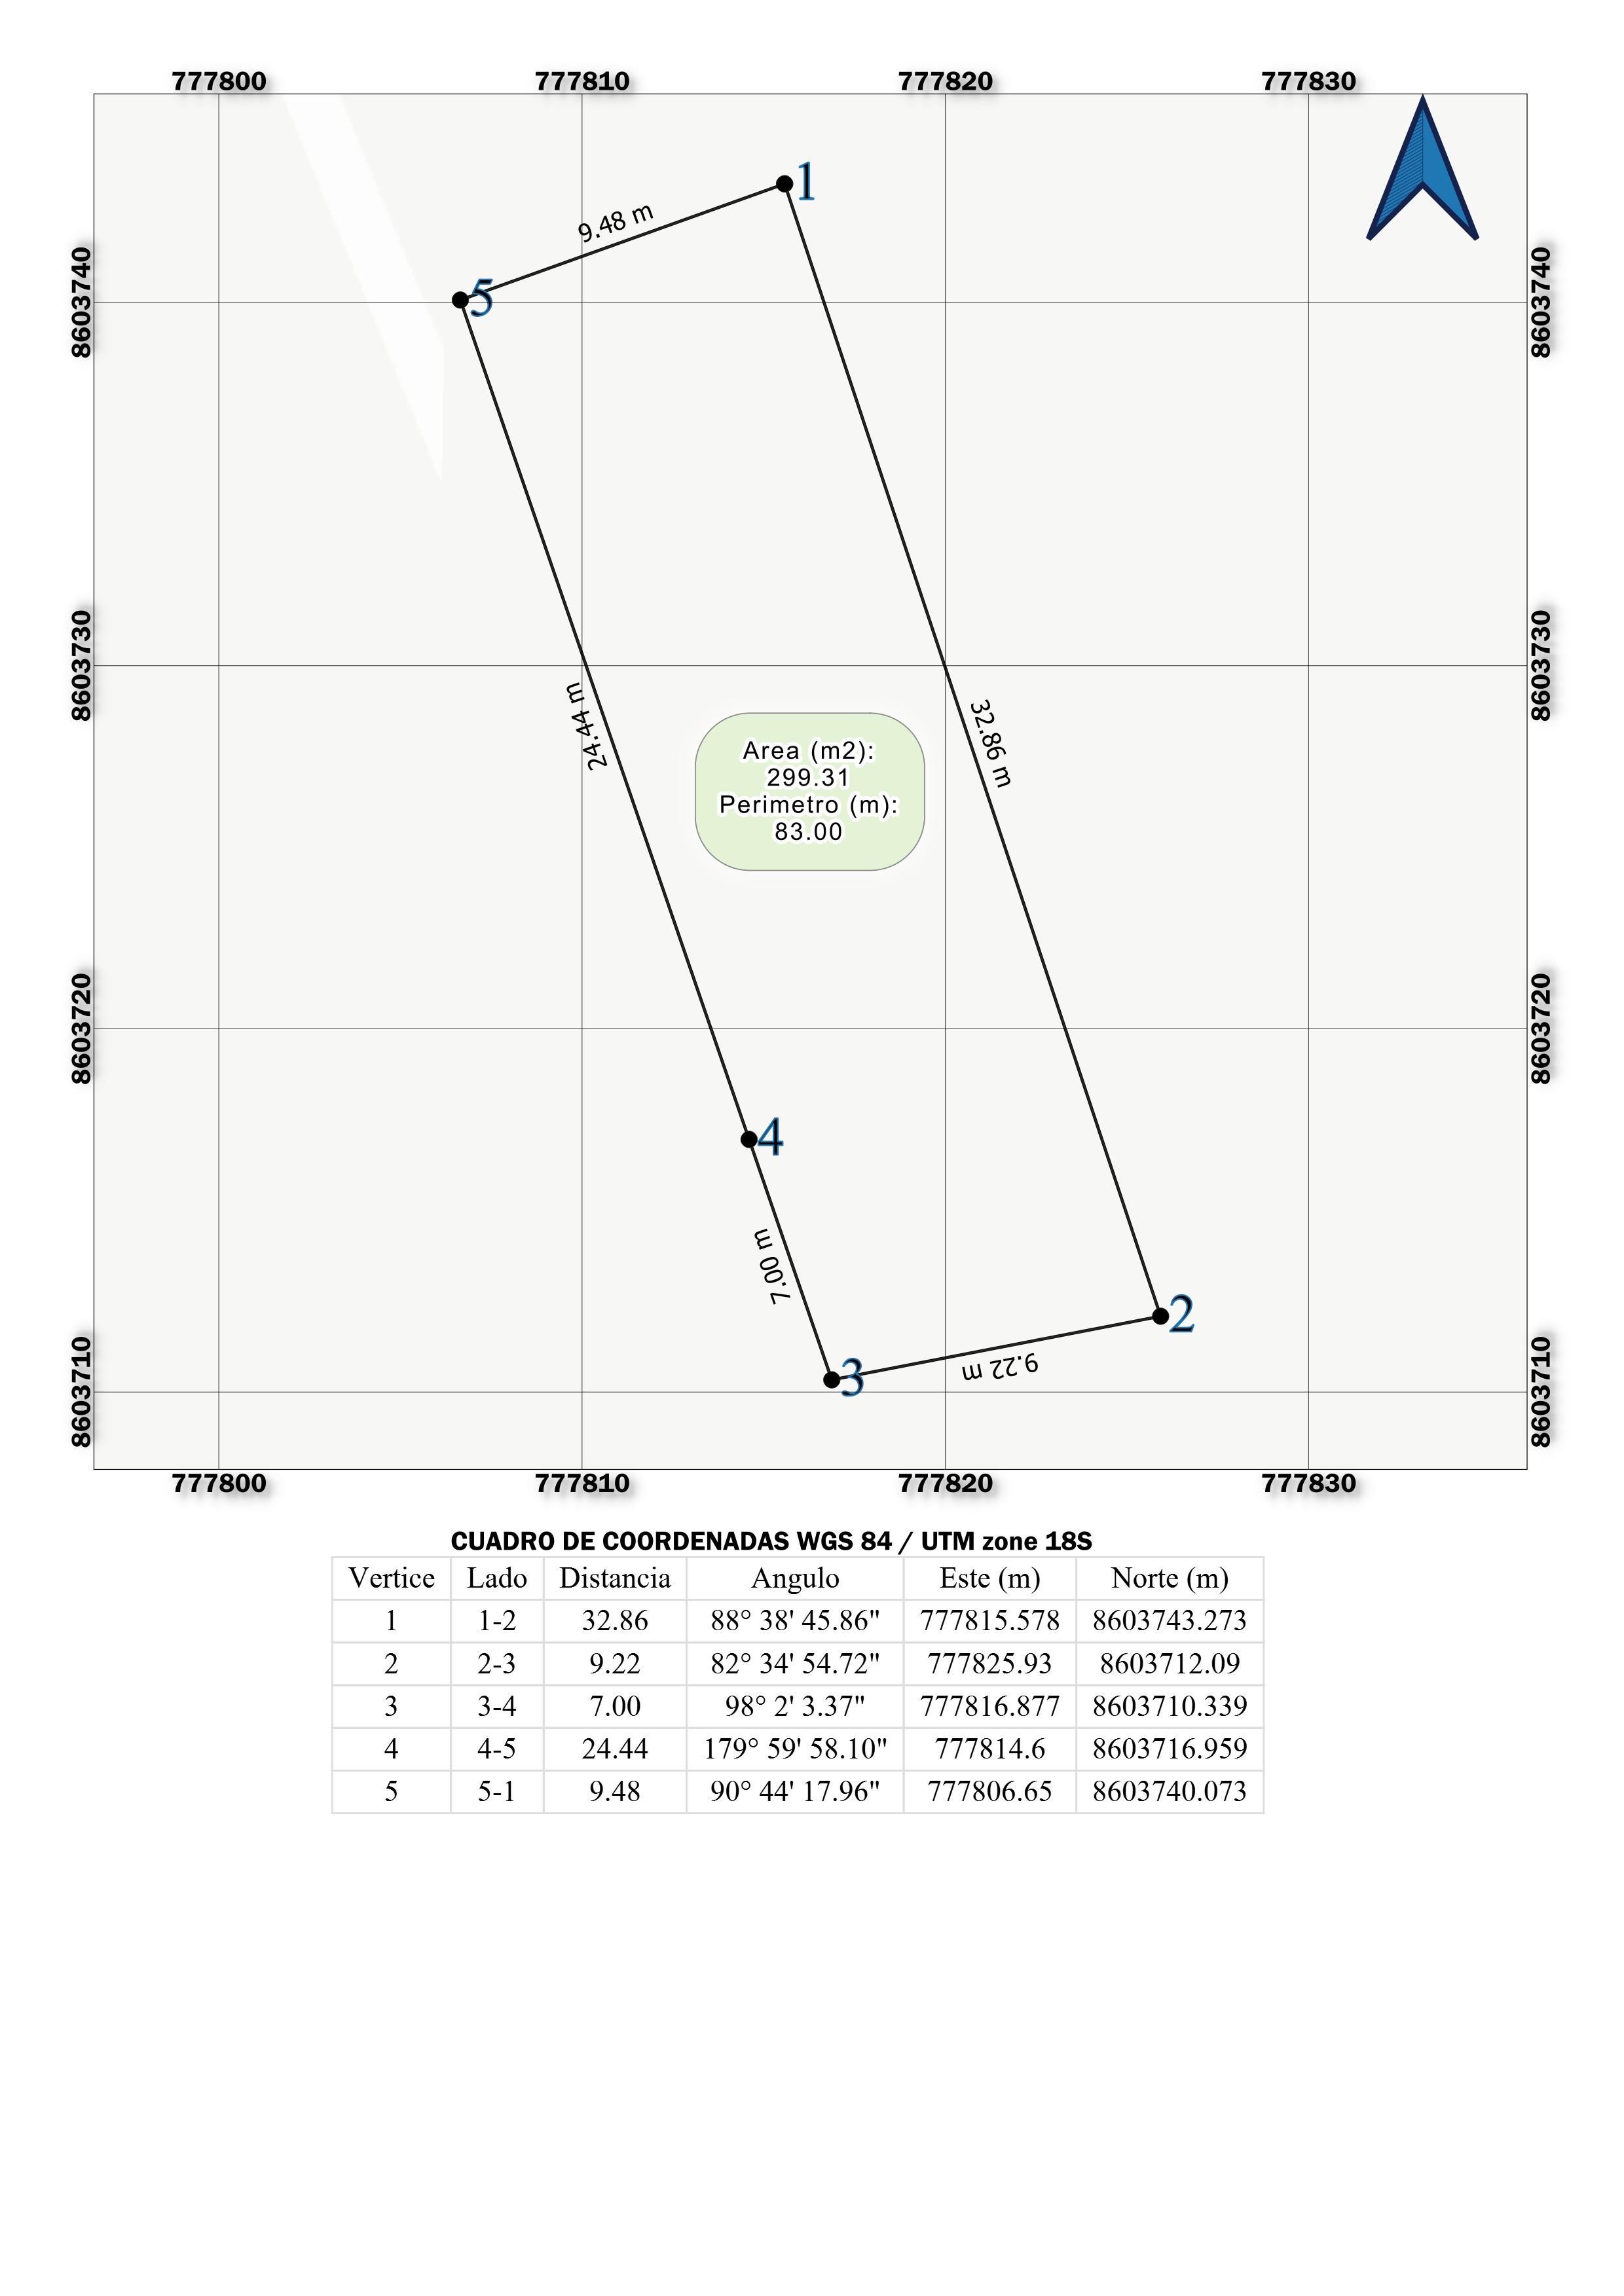 777800 777810 777820 777830
1
9.48 m
5
8603740 8603740
8603730 8603730
32.86 m
24.44 m
Area (m2):
299.31
Perimetro (m):
83.00
8603720 8603720
4
7.00 m
2
9.22 m
3
8603710 8603710
777800 777810 777820 777830
CUADRO DE COORDENADAS WGS 84 / UTM zone 18S
Vertice Lado Distancia Angulo Este (m) Norte (m)
1 1-2 32.86 88° 38' 45.86" 777815.578 8603743.273
2 2-3 9.22 82° 34' 54.72" 777825.93 8603712.09
3 3-4 7.00 98° 2' 3.37" 777816.877 8603710.339
4 4-5 24.44 179° 59' 58.10" 777814.6 8603716.959
5 5-1 9.48 90° 44' 17.96" 777806.65 8603740.073